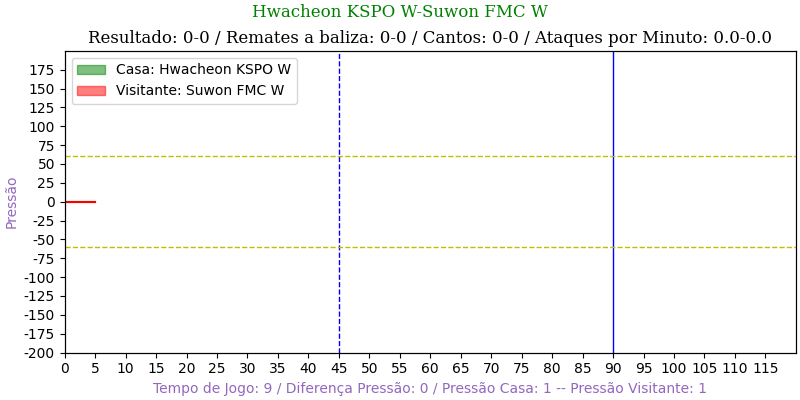 Hwacheon KSPO W-Suwon FMC W
Resultado: 0-0 / Remates a baliza: 0-0 / Cantos: 0-0 / Ataques por Minuto: 0.0-0.0
Casa: Hwacheon KSPO W
Visitante: Suwon FMC W
Pressão
175
150
125
100
75
50
25
0
-25
-50
-75
-100
-125
-150
-175
-200
0 5 10 15 20 25 30 35 40 45 50 55 60 65 70 75 80 85 90 95 100 105 110 115
Tempo de Jogo: 9 / Diferença Pressão: 0 / Pressão Casa: 1 -- Pressão Visitante: 1